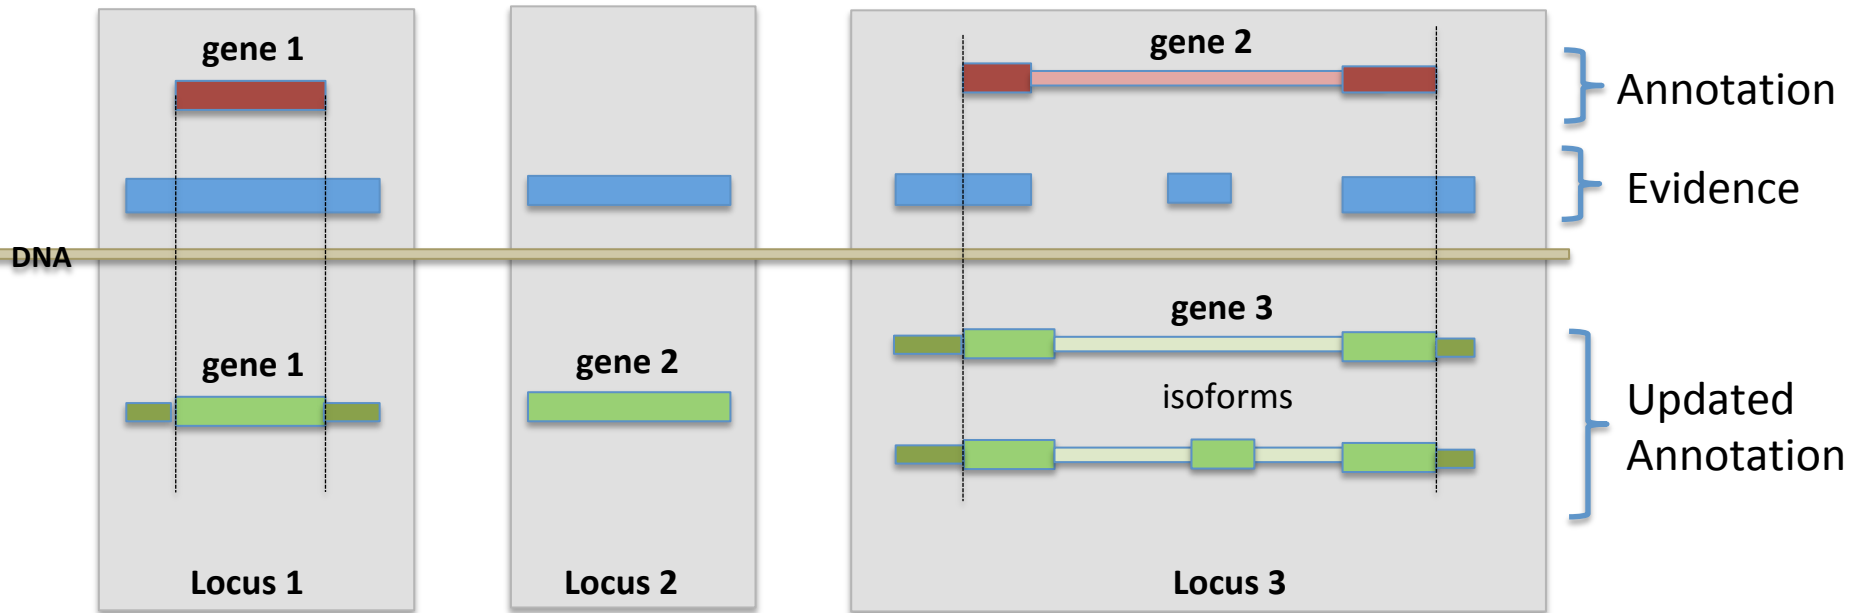 gene 1
gene 2
Annotation
Evidence
DNA
gene 3
gene 1
gene 2
isoforms
Updated
Annotation
Locus 1
Locus 2
Locus 3